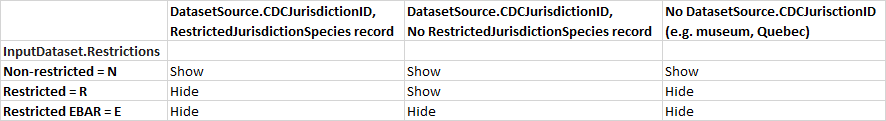 DatasetSource.CDCJurisdictionID, DatasetSource.CDCJurisdictionID, No DatasetSource.CDCJurisctionID
RestrictedJurisdictionSpecies record No RestrictedJurisdictionSpecies record (e.g. museum, Quebec)
InputDataset.Restrictions
Non-restricted = N Show Show Show
Restricted = R Hide Show Hide
Restricted EBAR = E Hide Hide Hide